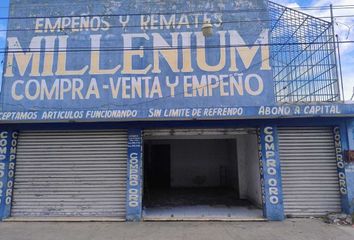 EMPEÑOS Y REMATES
MILLENIUM
COMPRA-VENTA Y EMPEÑO
ACEPTAMOS ARTICULOS FUNCIONANDO SIN LIMITE DE REFRENDO ABONO A CAPITAL
COMPRO ORO
COMPRO ORO
COMPRO ORO
COMPRO ORO